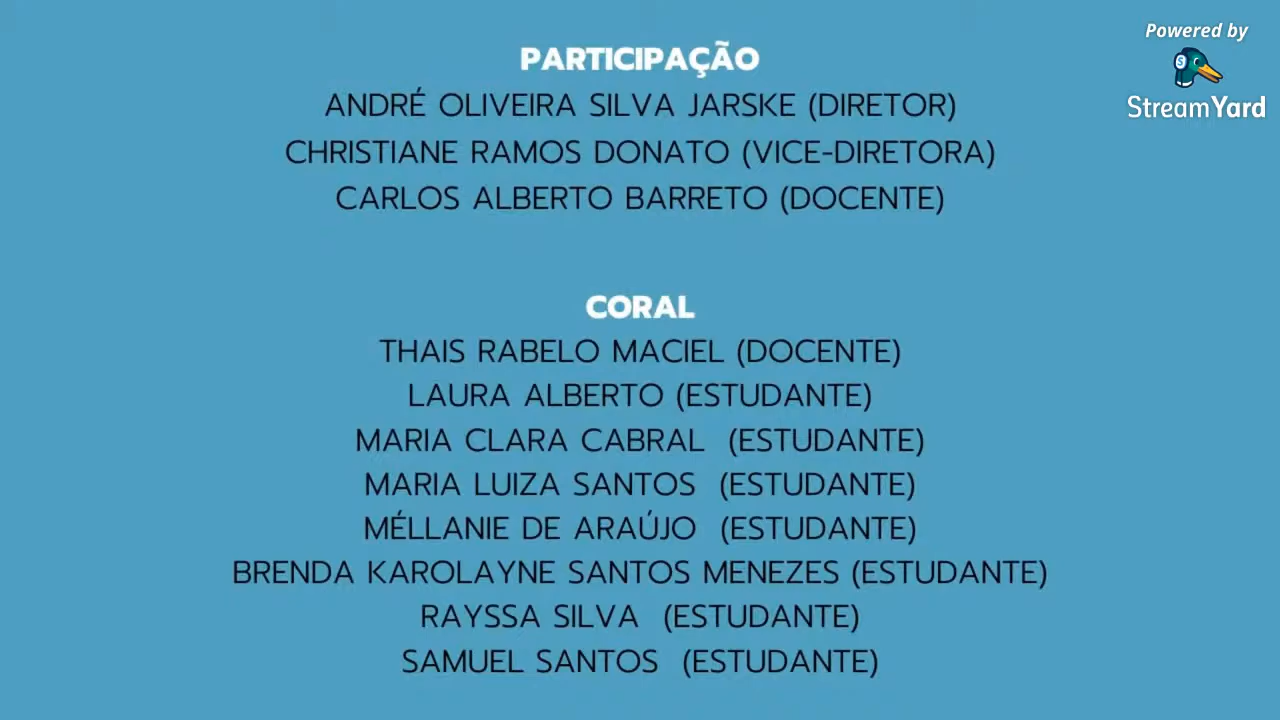 Powered by
StreamYard
PARTICIPAÇÃO
ANDRÉ OLIVEIRA SILVA JARSKE (DIRETOR)
CHRISTIANE RAMOS DONATO (VICE-DIRETORA)
CARLOS ALBERTO BARRETO (DOCENTE)
CORAL
THAIS RABELO MACIEL (DOCENTE)
LAURA ALBERTO (ESTUDANTE)
MARIA CLARA CABRAL (ESTUDANTE)
MARIA LUIZA SANTOS (ESTUDANTE)
MÉLLANIE DE ARAÚJO (ESTUDANTE)
BRENDA KAROLAYNE SANTOS MENEZES (ESTUDANTE)
RAYSSA SILVA (ESTUDANTE)
SAMUEL SANTOS (ESTUDANTE)